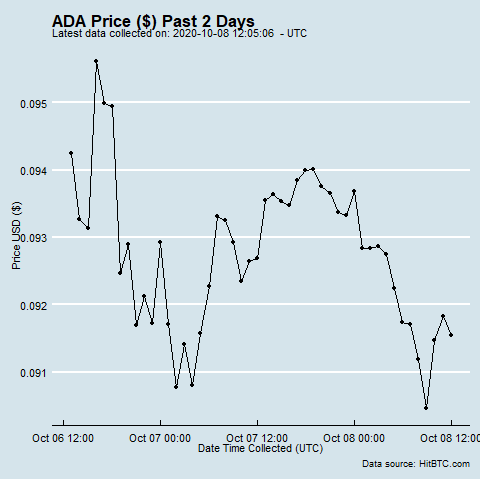 ADA Price ($) Past 2 Days
Latest data collected on: 2020-10-08 12:05:06  - UTC
Price USD ($)
0.095
0.094
0.093
0.092
0.091
Oct 06 12:00 Oct 07 00:00 Oct 07 12:00 Oct 08 00:00 Oct 08 12:00
Date Time Collected (UTC)
Data source: HitBTC.com